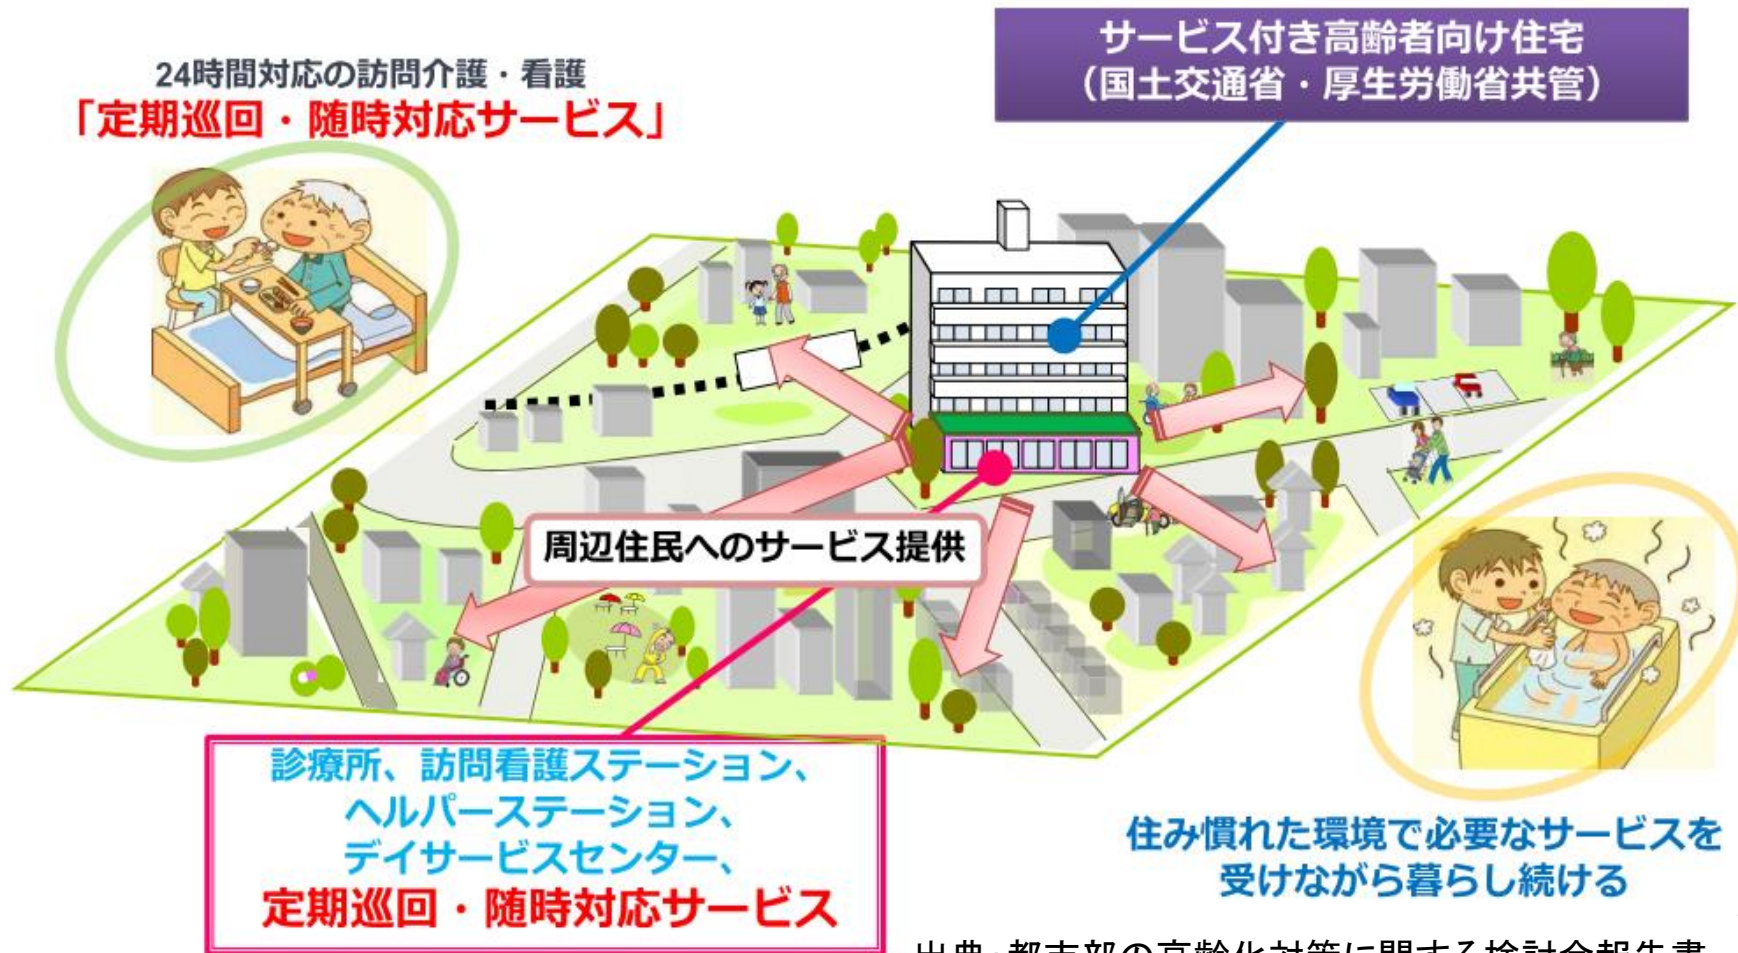 サービス付き高齢者向け住宅
（国土交通省・厚生労働省共管）
24時間対応の訪問介護・看護
「定期巡回・随時対応サービス」
周辺住民へのサービス提供
診療所、訪問看護ステーション、
ヘルパーステーション、
デイサービスセンター、
定期巡回・随時対応サービス
住み慣れた環境で必要なサービスを
受けながら暮らし続ける
出典：都市部の高齢化対策に関する検討会報告書